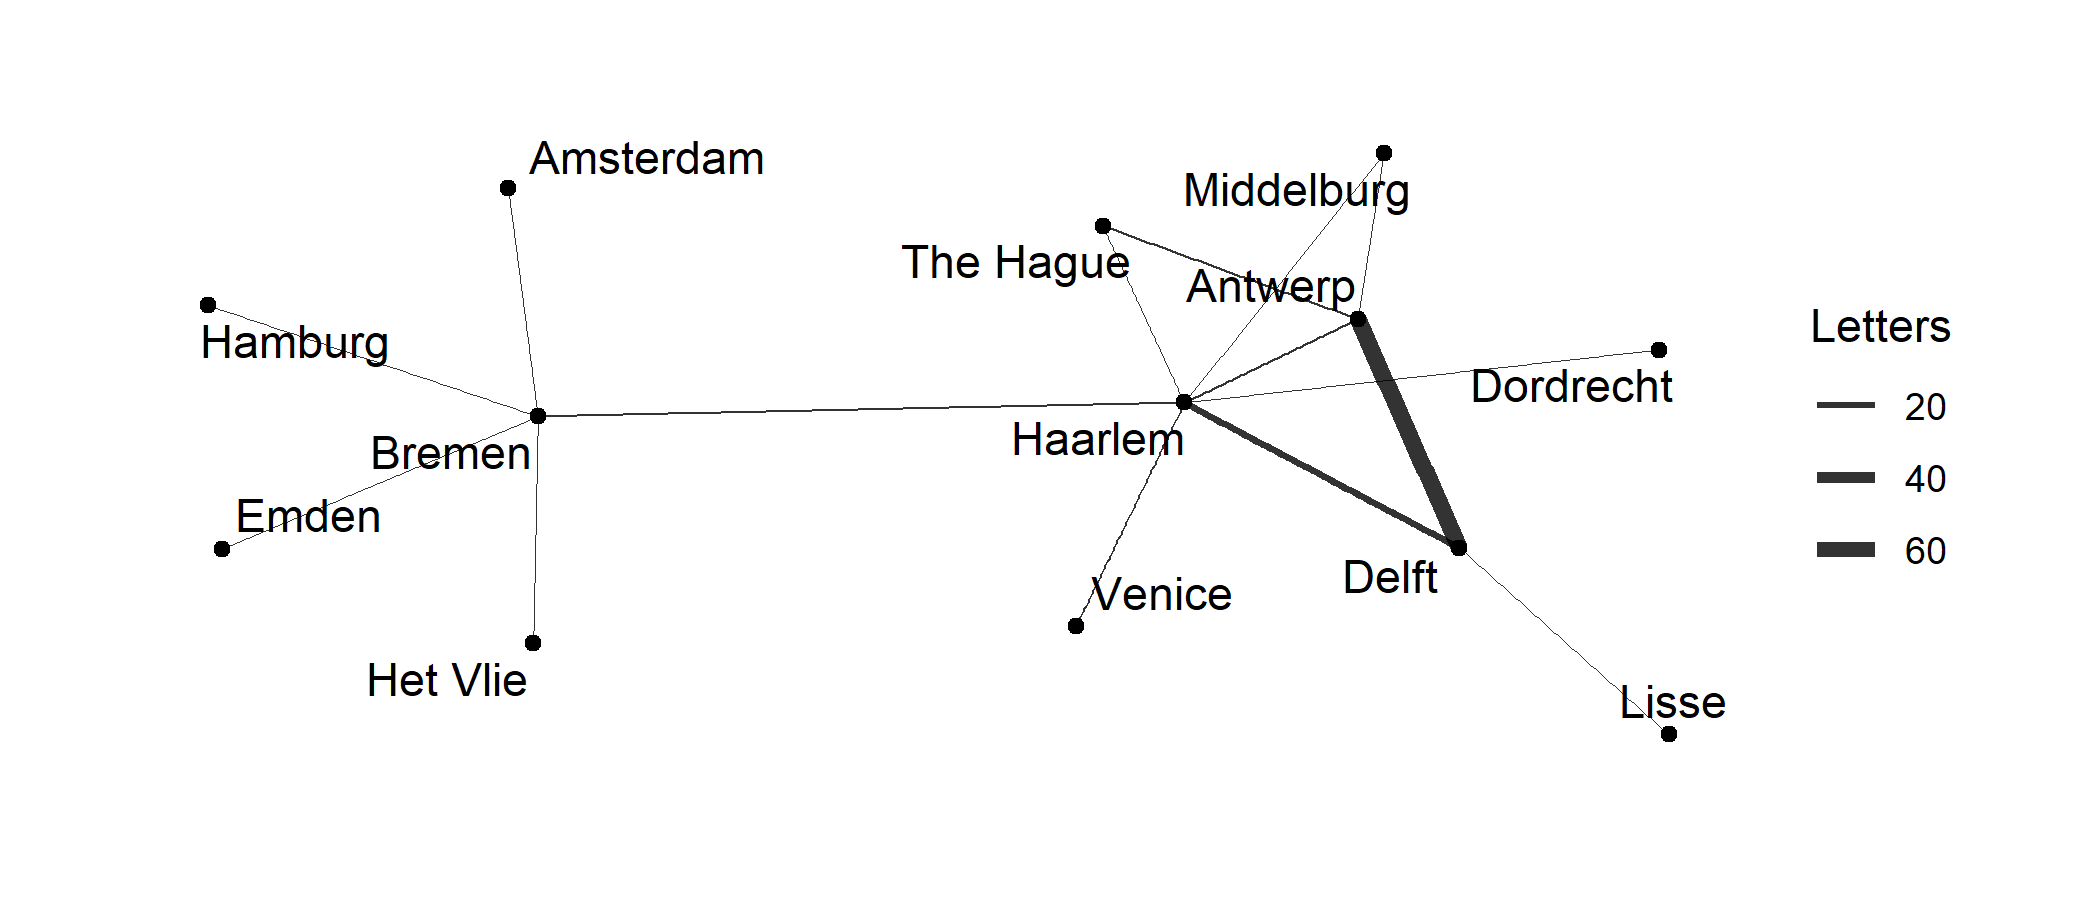 Amsterdam
Middelburg
The Hague
Antwerp
Hamburg
Letters
Dordrecht
20
Haarlem
Bremen
40
Emden
60
Delft
Venice
Het Vlie
Lisse